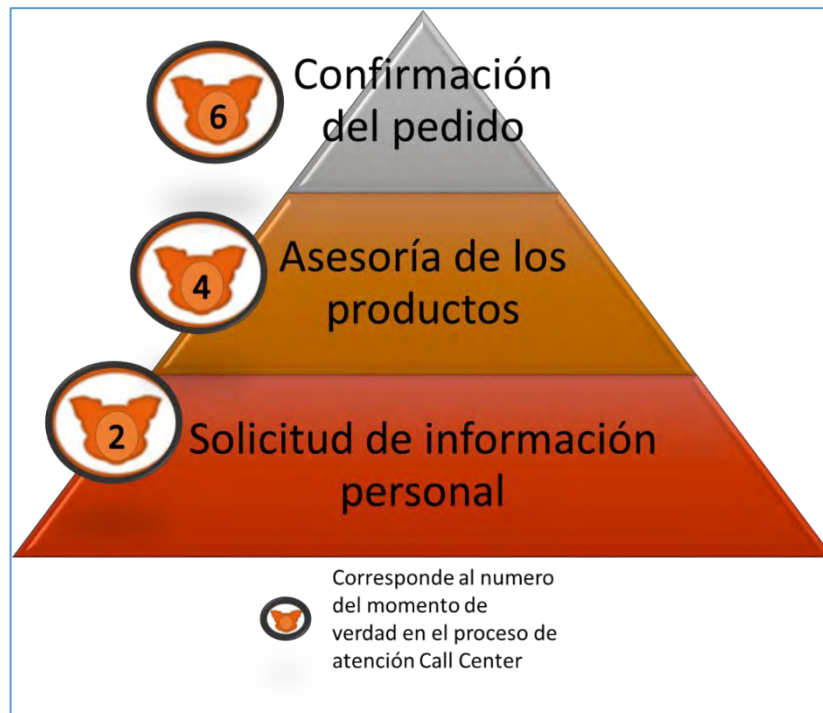 6
Confirmación
del pedido
4
Asesoría de los
productos
2
Solicitud de información
personal
Corresponde al numero
del momento de
verdad en el proceso de
atención Call Center